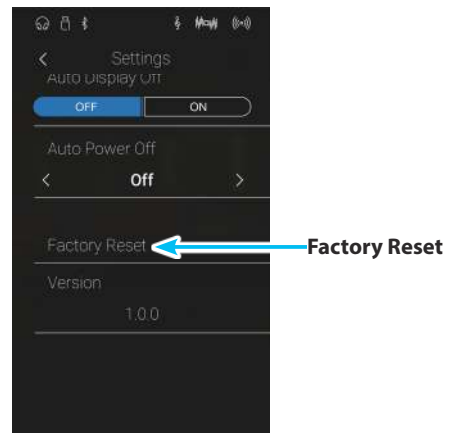 Settings
Auto Display Off
OFF ON
Auto Power Off
< Off >
Factory Reset
Factory Reset
Version
1.0.0